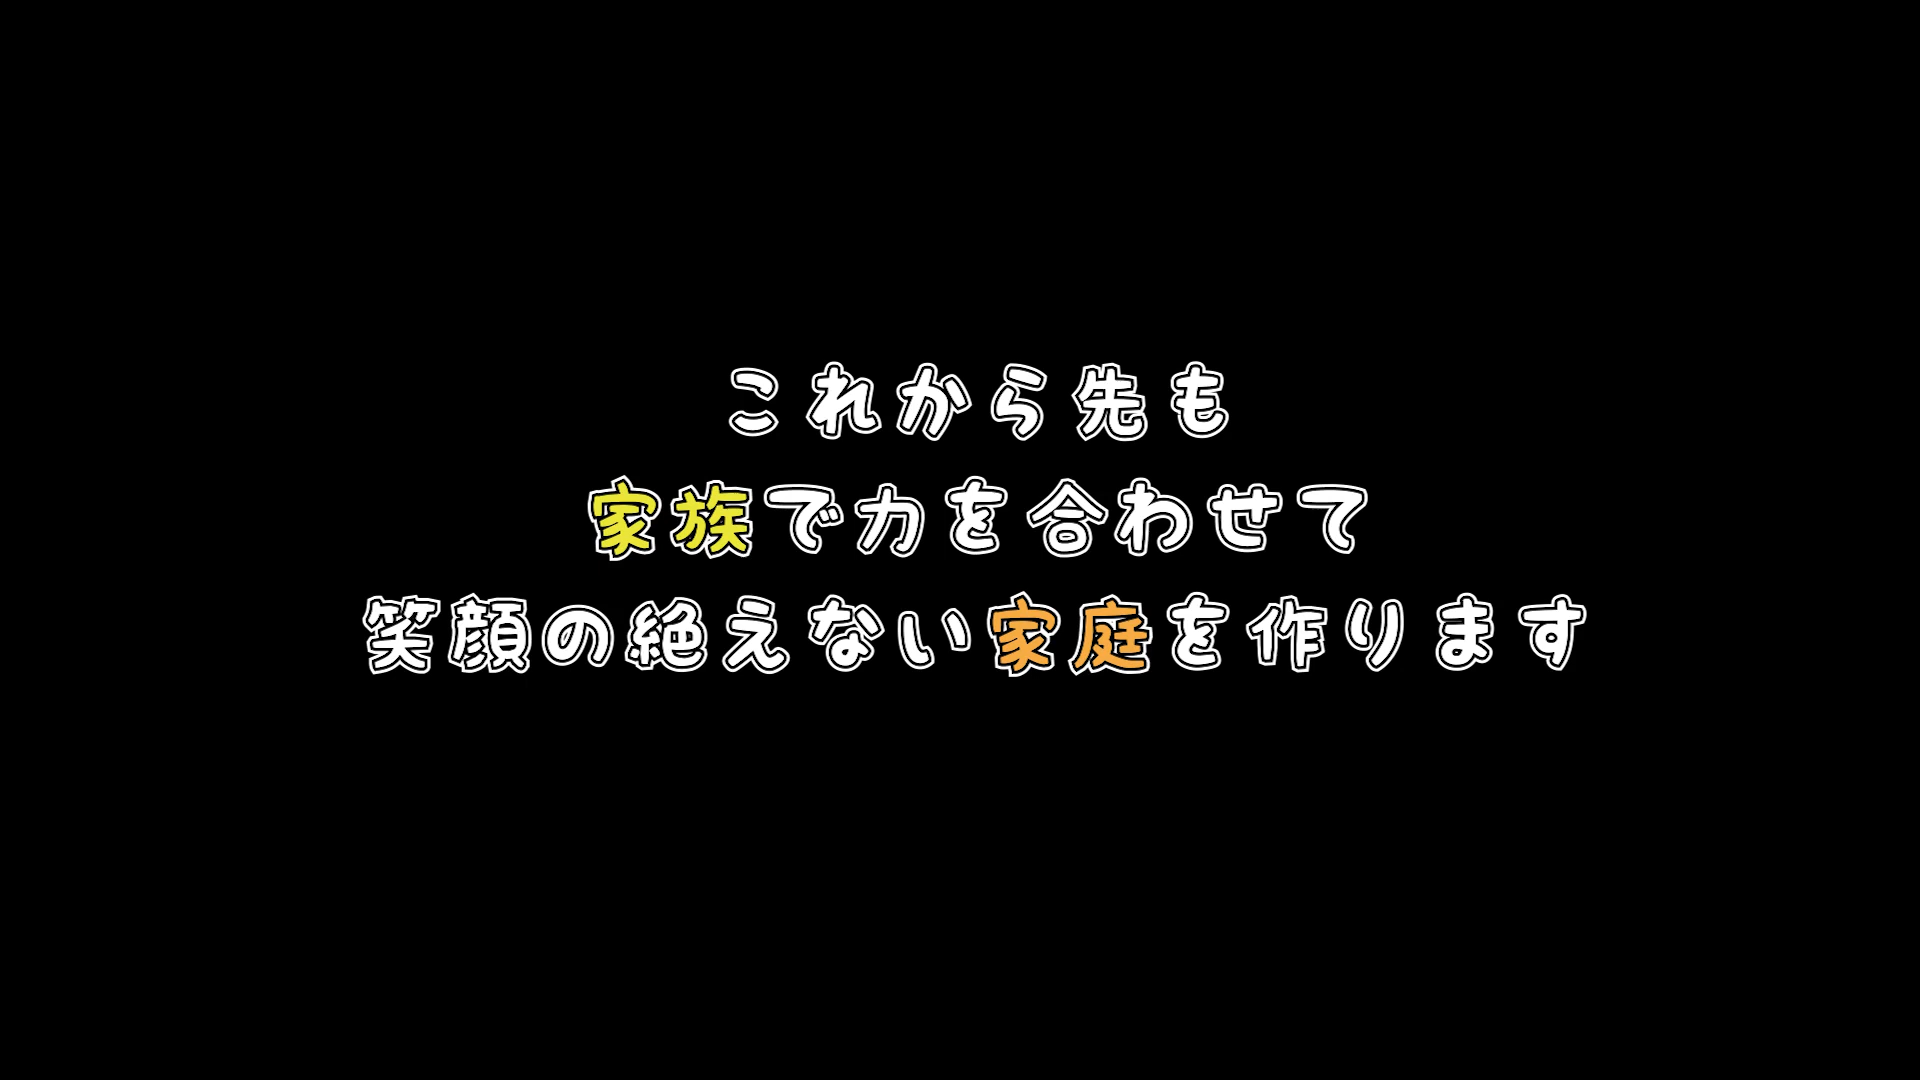 これから先も
家族で力を合わせて
笑顔の絶えない家庭を作ります